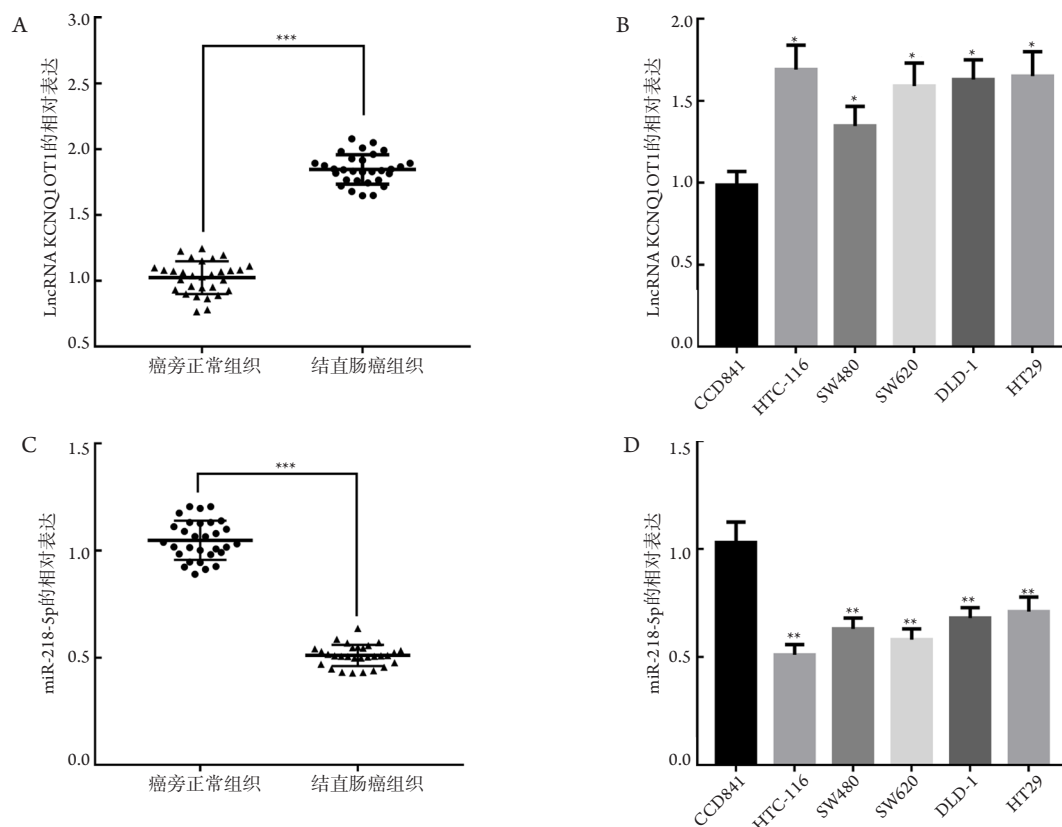 A
LncRNA KCNQ1OT1的相对表达
3.0
2.5
2.0
1.5
1.0
0.5
***
癌旁正常组织
结直肠癌组织
B
LncRNA KCNQ1OT1的相对表达
2.0
1.5
1.0
0.5
0.0
*
*
*
*
*
CCD841
HTC-116
SW480
SW620
DLD-1
HT29
C
miR-218-5p的相对表达
1.5
1.0
0.5
0.0
***
癌旁正常组织
结直肠癌组织
D
miR-218-5p的相对表达
1.5
1.0
0.5
0.0
**
**
**
**
**
CCD841
HTC-116
SW480
SW620
DLD-1
HT29